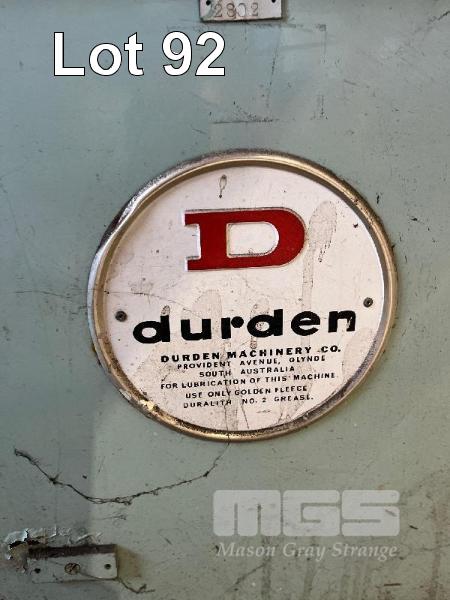 2802
Lot 92
D
durden
DURDEN MACHINERY CO.
PROVIDENT AVENUE, GLYNDE
SOUTH AUSTRALIA
FOR LUBRICATION OF THIS MACHINE
USE ONLY GOLDEN FLEECE
DURALITH NO. 2 GREASE.
MGS
Mason Gray Strange